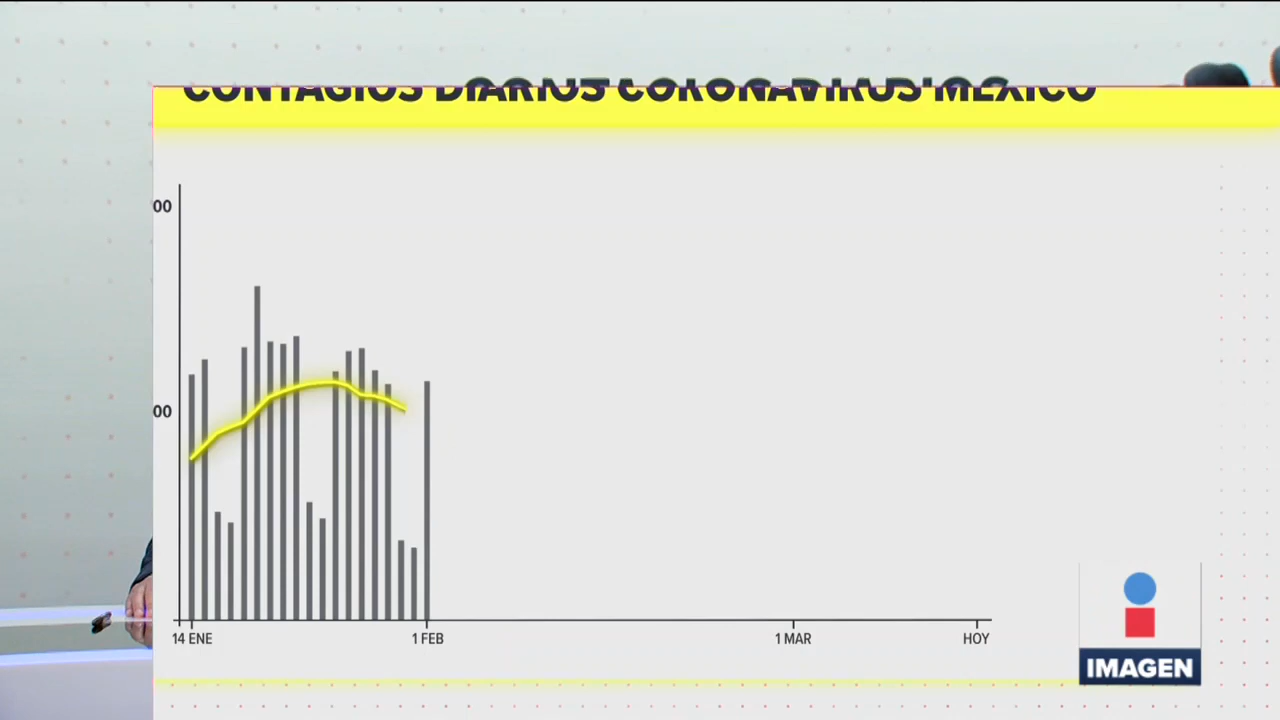 CONTAGIOS DIARIOS CORONAVIRUS MÉXICO
00
00
14 ENE
1 FEB
1 MAR
HOY
IMAGEN